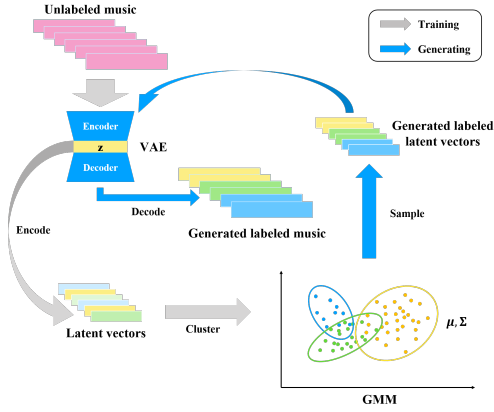 Unlabeled music
Training
Generating
Encoder
z
VAE
Decoder
Generated labeled
latent vectors
Decode
Generated labeled music
Sample
Encode
Latent vectors
Cluster
μ, Σ
GMM